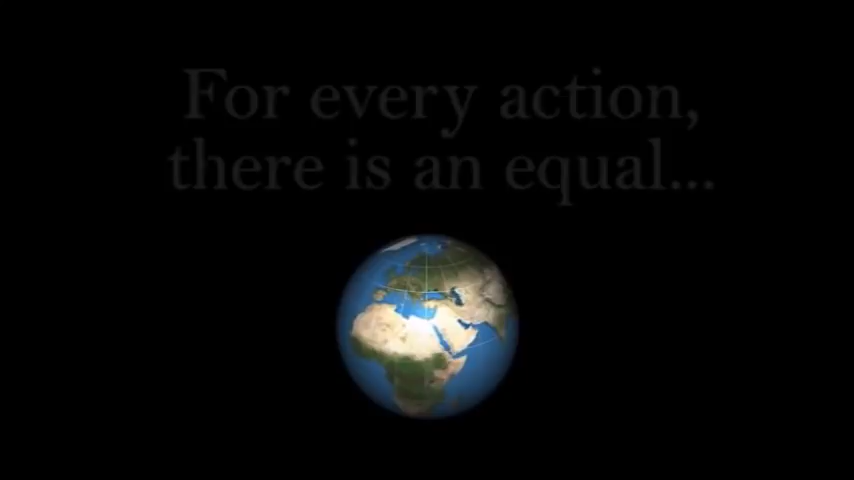 For every action,
there is an equal...